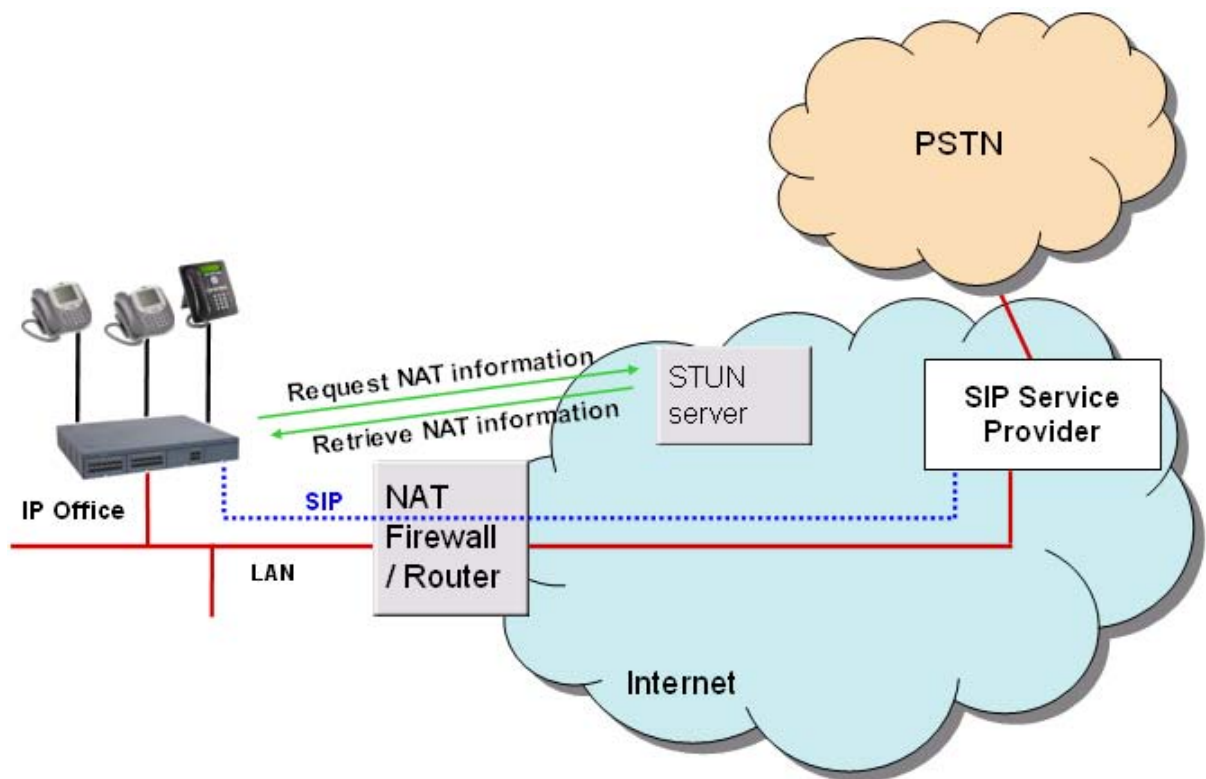 PSTN
Request NAT information
Retrieve NAT information
STUN
server
SIP Service
Provider
IP Office
SIP
NAT
Firewall
/ Router
LAN
Internet